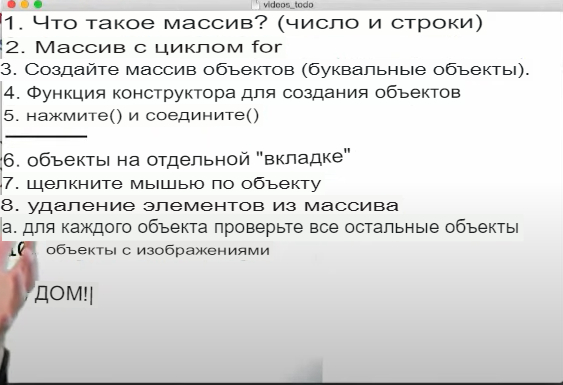 videos_todo
1. Что такое массив? (число и строки)
2. Массив с циклом for
3. Создайте массив объектов (буквальные объекты).
4. Функция конструктора для создания объектов
5. нажмите() и соедините()
6. объекты на отдельной "вкладке"
7. щелкните мышью по объекту
8. удаление элементов из массива
а. для каждого объекта проверьте все остальные объекты
10. объекты с изображениями
ДОМ!